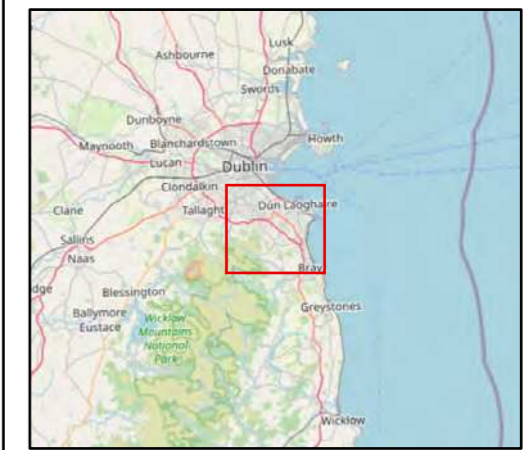 Lusk
Ashbourne
Donabate
Swords
Dunboyne
Maynooth
Blanchardstown
Howth
Lucan
Dublin
Clondalkin
Clane
Tallaght
Dún Laoghaire
Sallins
Naas
dge
Bray
Blessington
Greystones
Ballymore
Eustace
Wicklow
Mountains
National
Park
Wicklow